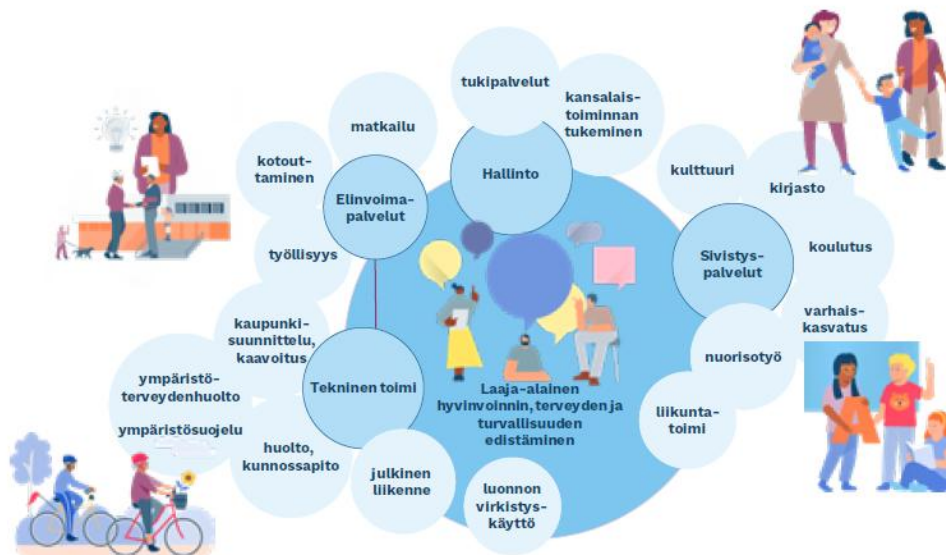 tukipalvelut
kansalais-
toiminnan
tukeminen
matkailu
kotout-
taminen
Elinvoima-
palvelut
Hallinto
kulttuuri
kirjasto
työllisyys
Sivistys-
palvelut
koulutus
varhais-
kasvatus
kaupunki-
suunnittelu,
kaavoitus
nuorisotyö
ympäristö-
terveydenhuolto
ympäristösuojelu
Tekninen toimi
Laaja-alainen
hyvinvoinnin, terveyden ja
turvallisuuden
edistäminen
liikunta-
toimi
huolto,
kunnossapito
julkinen
liikenne
luonnon
virkistys-
käyttö
A